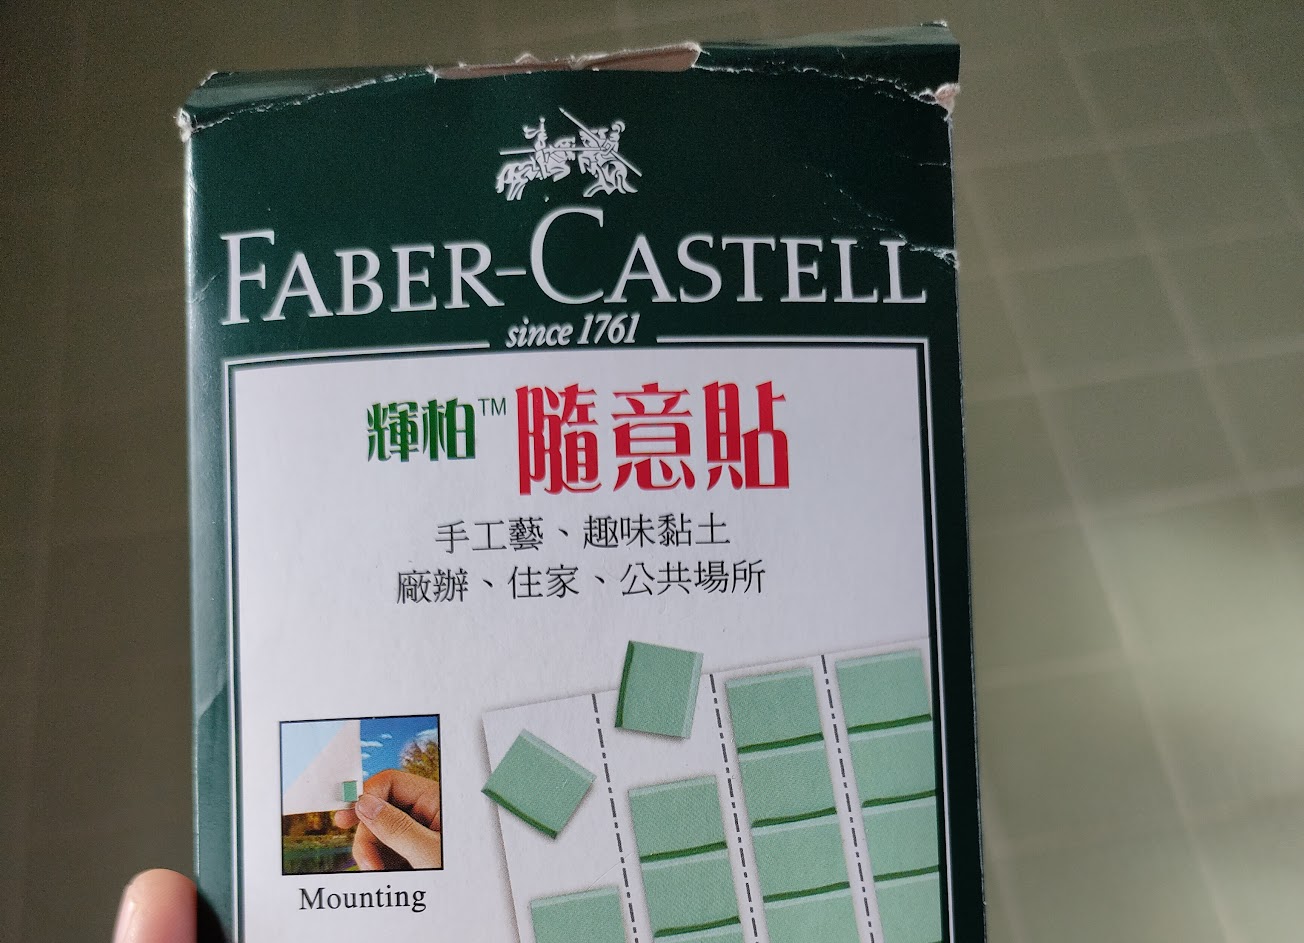 FABER-CASTELL
since 1761
輝柏™ 隨意貼
手工藝、趣味黏土
廠辦、住家、公共場所
Mounting